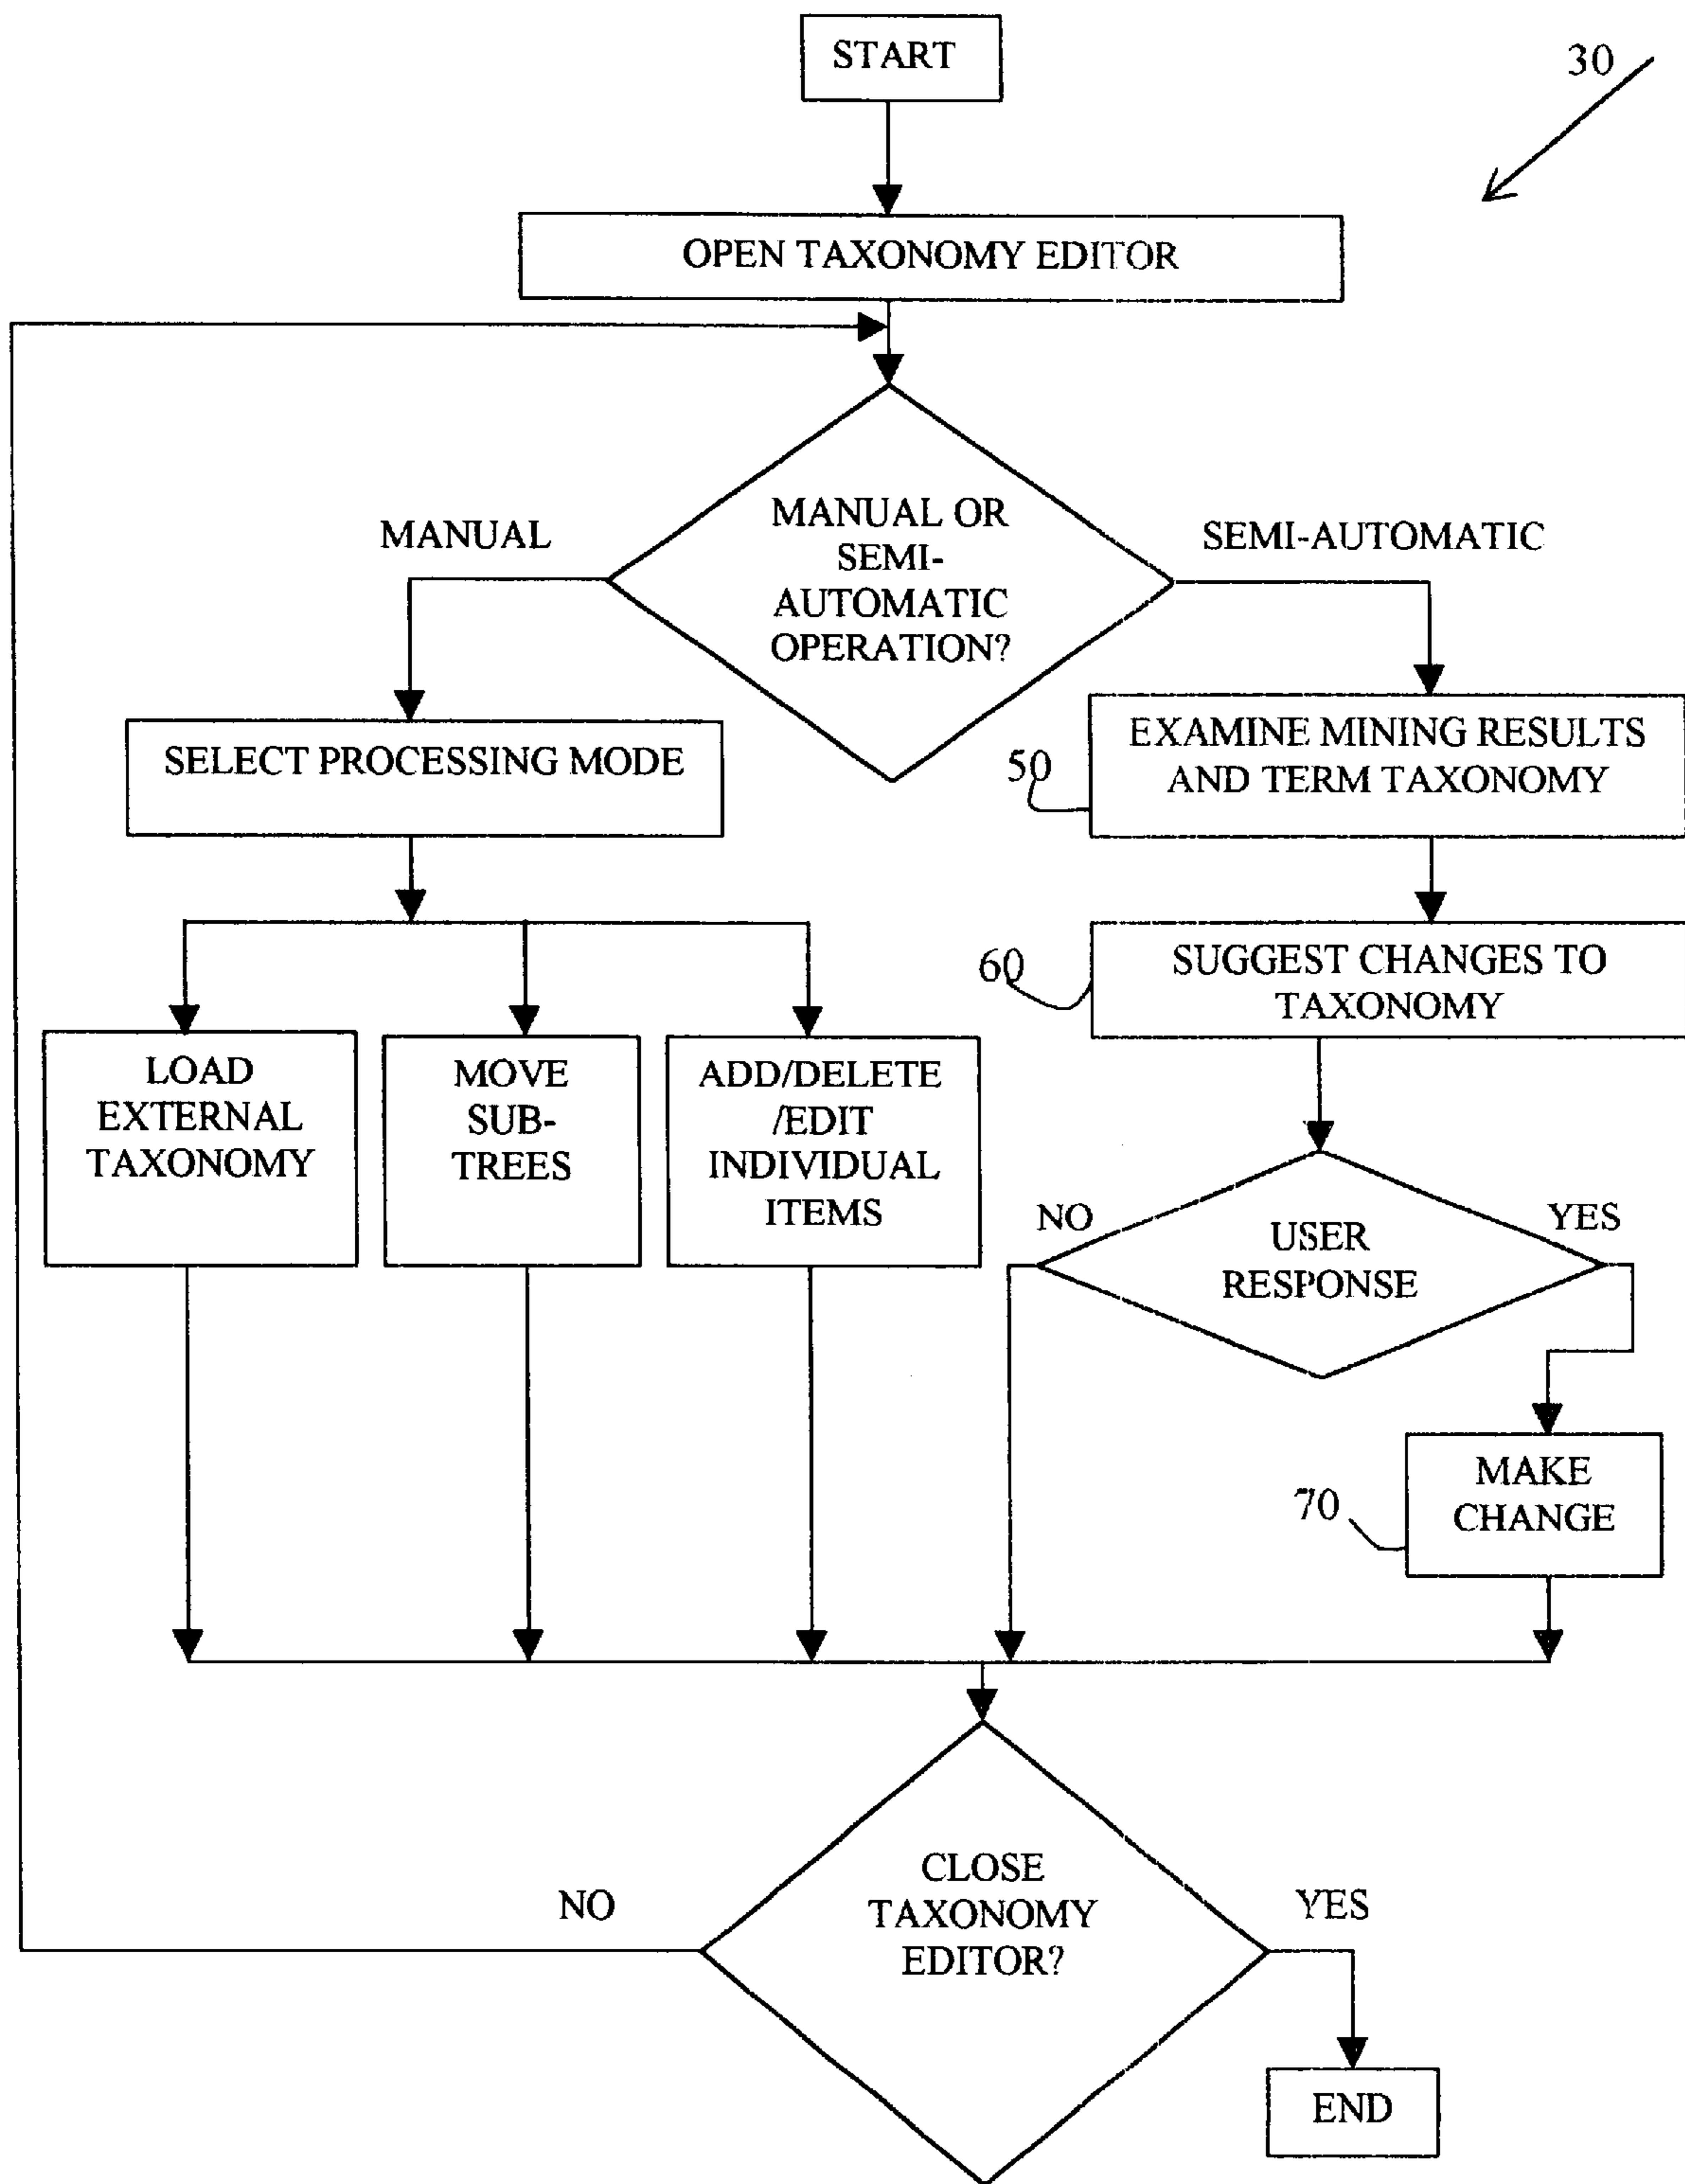 START
30
OPEN TAXONOMY EDITOR
MANUAL
MANUAL OR
SEMI-
AUTOMATIC
OPERATION?
SEMI-AUTOMATIC
SELECT PROCESSING MODE
50
EXAMINE MINING RESULTS
AND TERM TAXONOMY
60
SUGGEST CHANGES TO
TAXONOMY
LOAD
EXTERNAL
TAXONOMY
MOVE
SUB-
TREES
ADD/DELETE
/EDIT
INDIVIDUAL
ITEMS
NO
USER
RESPONSE
YES
70
MAKE
CHANGE
NO
CLOSE
TAXONOMY
EDITOR?
YES
END